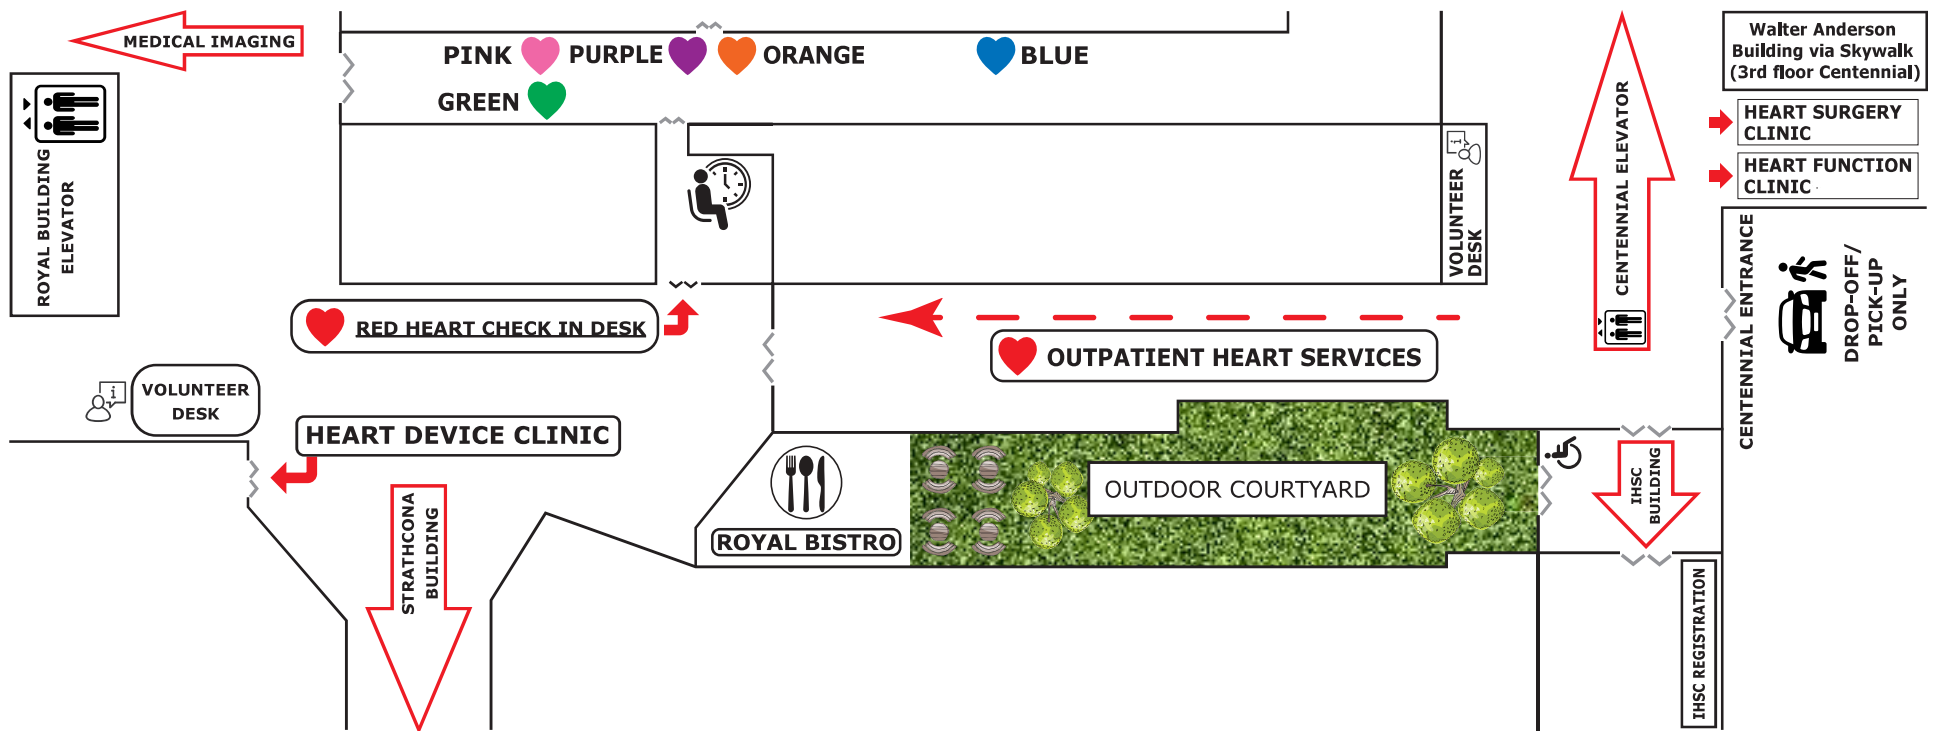 MEDICAL IMAGING
PINK
PURPLE
ORANGE
BLUE
GREEN
ROYAL BUILDING
ELEVATOR
VOLUNTEER
DESK
CENTENNIAL ELEVATOR
Walter Anderson
Building via Skywalk
(3rd floor Centennial)
HEART SURGERY
CLINIC
HEART FUNCTION
CLINIC
CENTENNIAL ENTRANCE
DROP-OFF/
PICK-UP
ONLY
RED HEART CHECK IN DESK
OUTPATIENT HEART SERVICES
i
VOLUNTEER
DESK
HEART DEVICE CLINIC
STRATHCONA
BUILDING
ROYAL BISTRO
OUTDOOR COURTYARD
IHSC
BUILDING
IHSC REGISTRATION